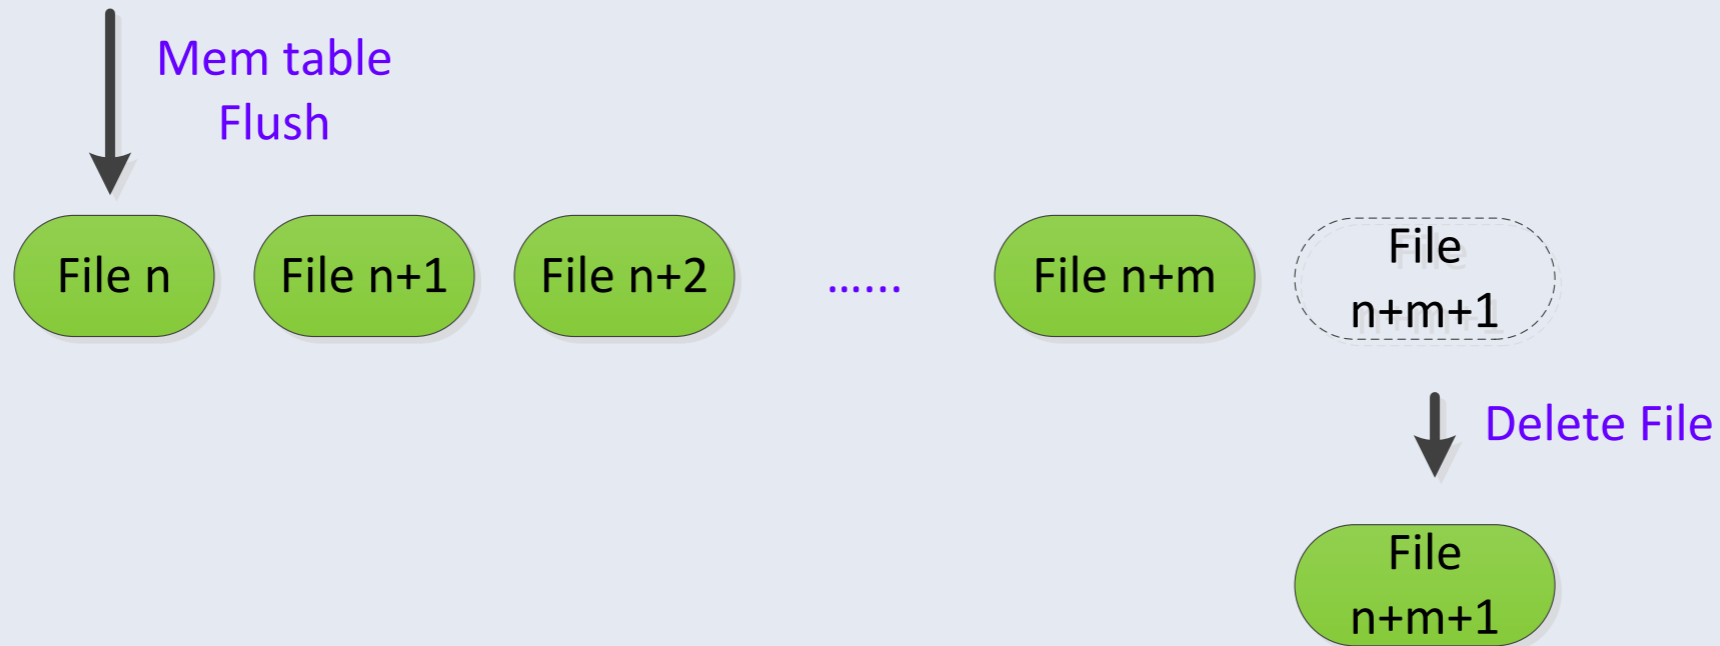 Mem table
Flush
File n
File n+1
File n+2
......
File n+m
File
n+m+1
Delete File
File
n+m+1